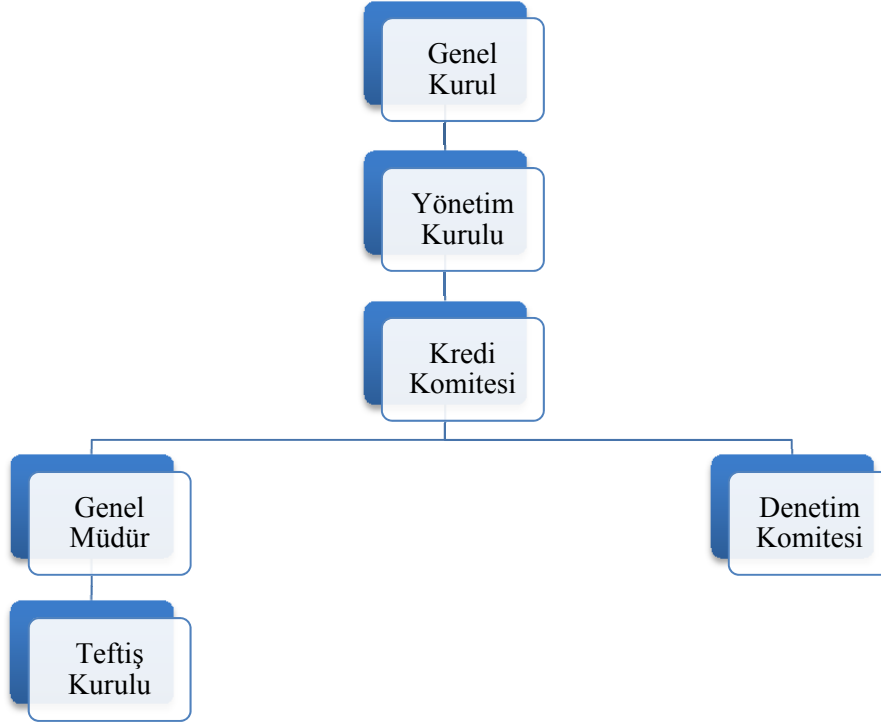 Genel
Kurul
Yönetim
Kurulu
Kredi
Komitesi
Genel
Müdür
Denetim
Komitesi
Teftiş
Kurulu